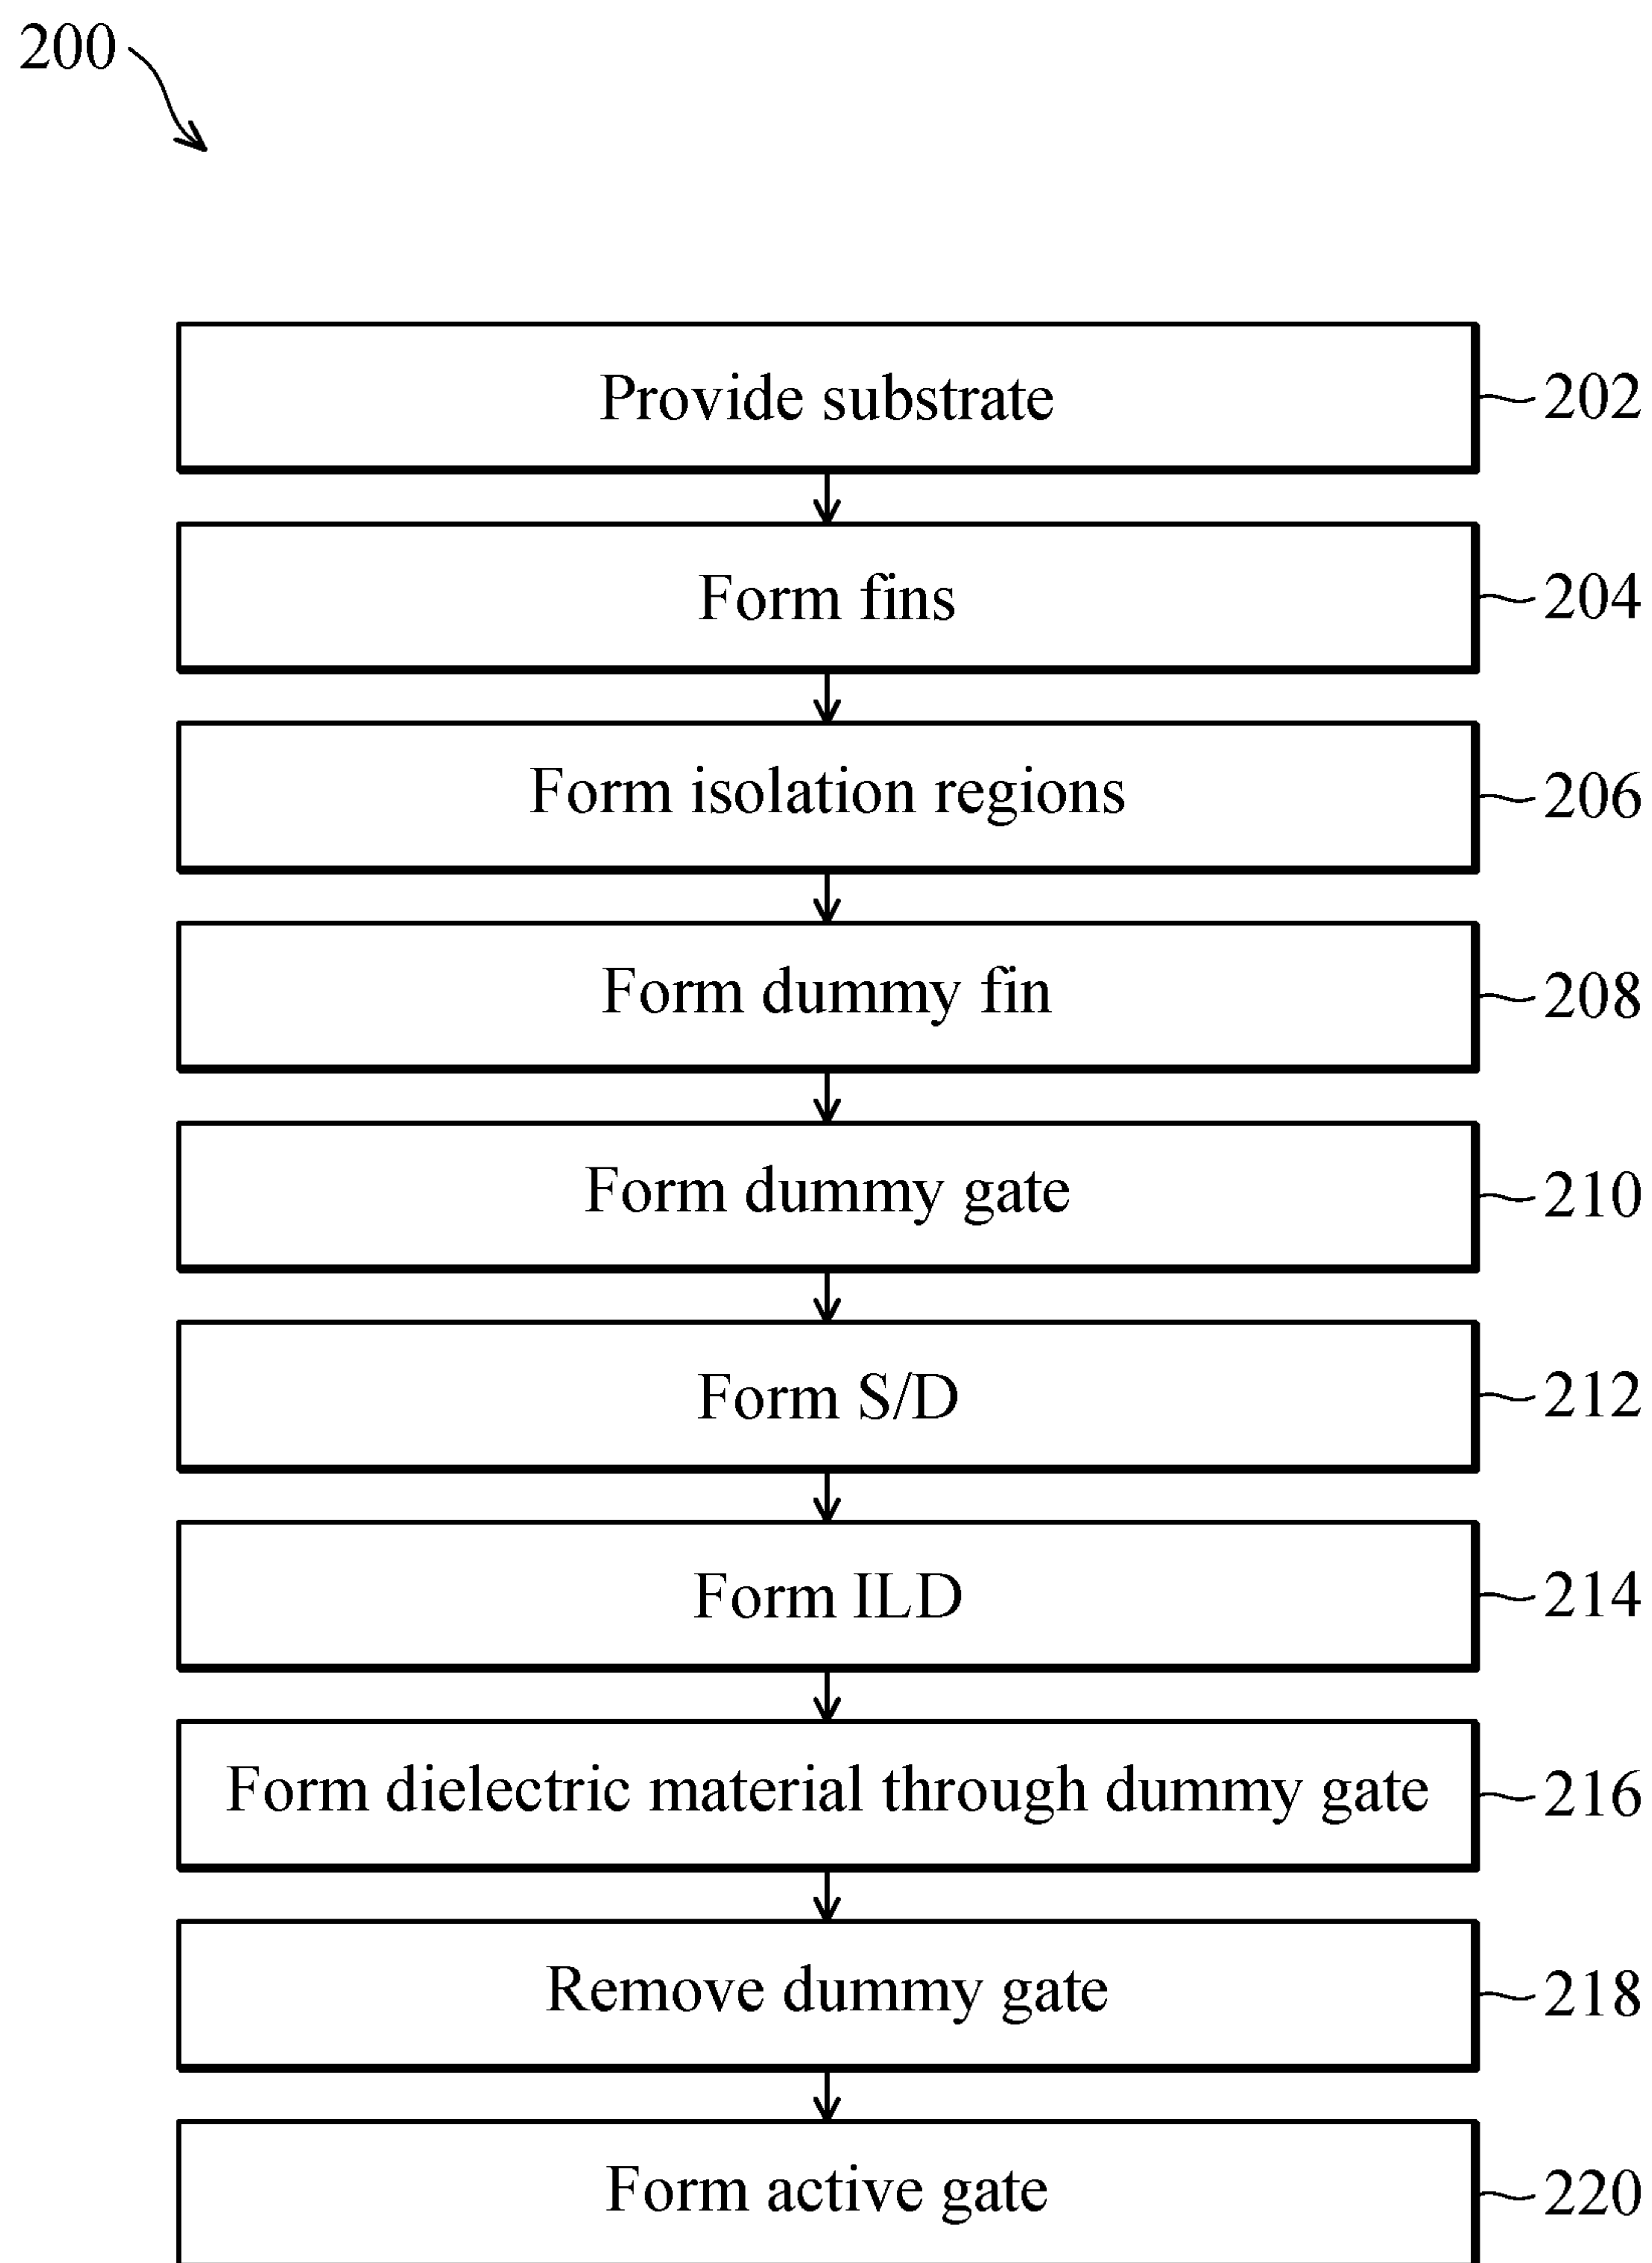 200
Provide substrate 202
Form fins 204
Form isolation regions 206
Form dummy fin 208
Form dummy gate 210
Form S/D 212
Form ILD 214
Form dielectric material through dummy gate 216
Remove dummy gate 218
Form active gate 220